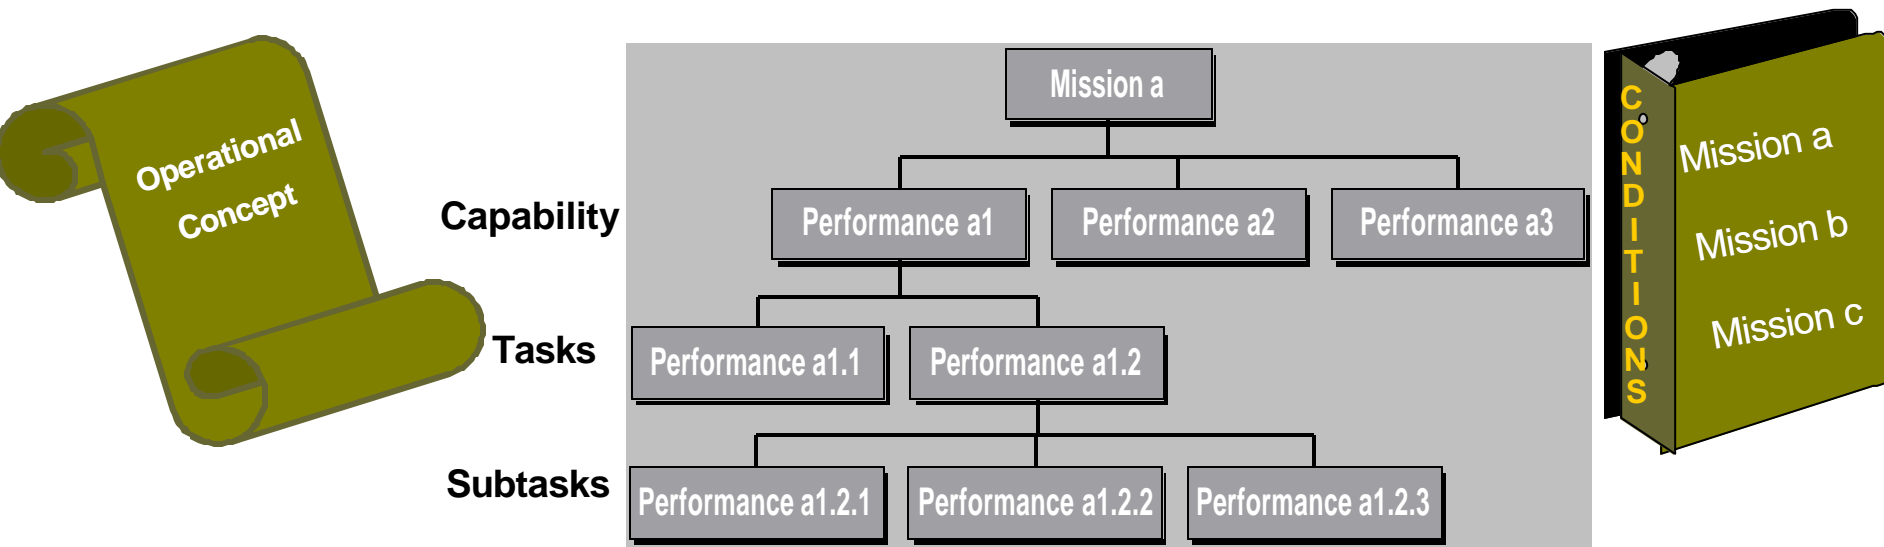 Operational
Concept
Mission a
Capability
Performance a1
Performance a2
Performance a3
Tasks
Performance a1.1
Performance a1.2
Subtasks
Performance a1.2.1
Performance a1.2.2
Performance a1.2.3
CONDITIONS
Mission a
Mission b
Mission c